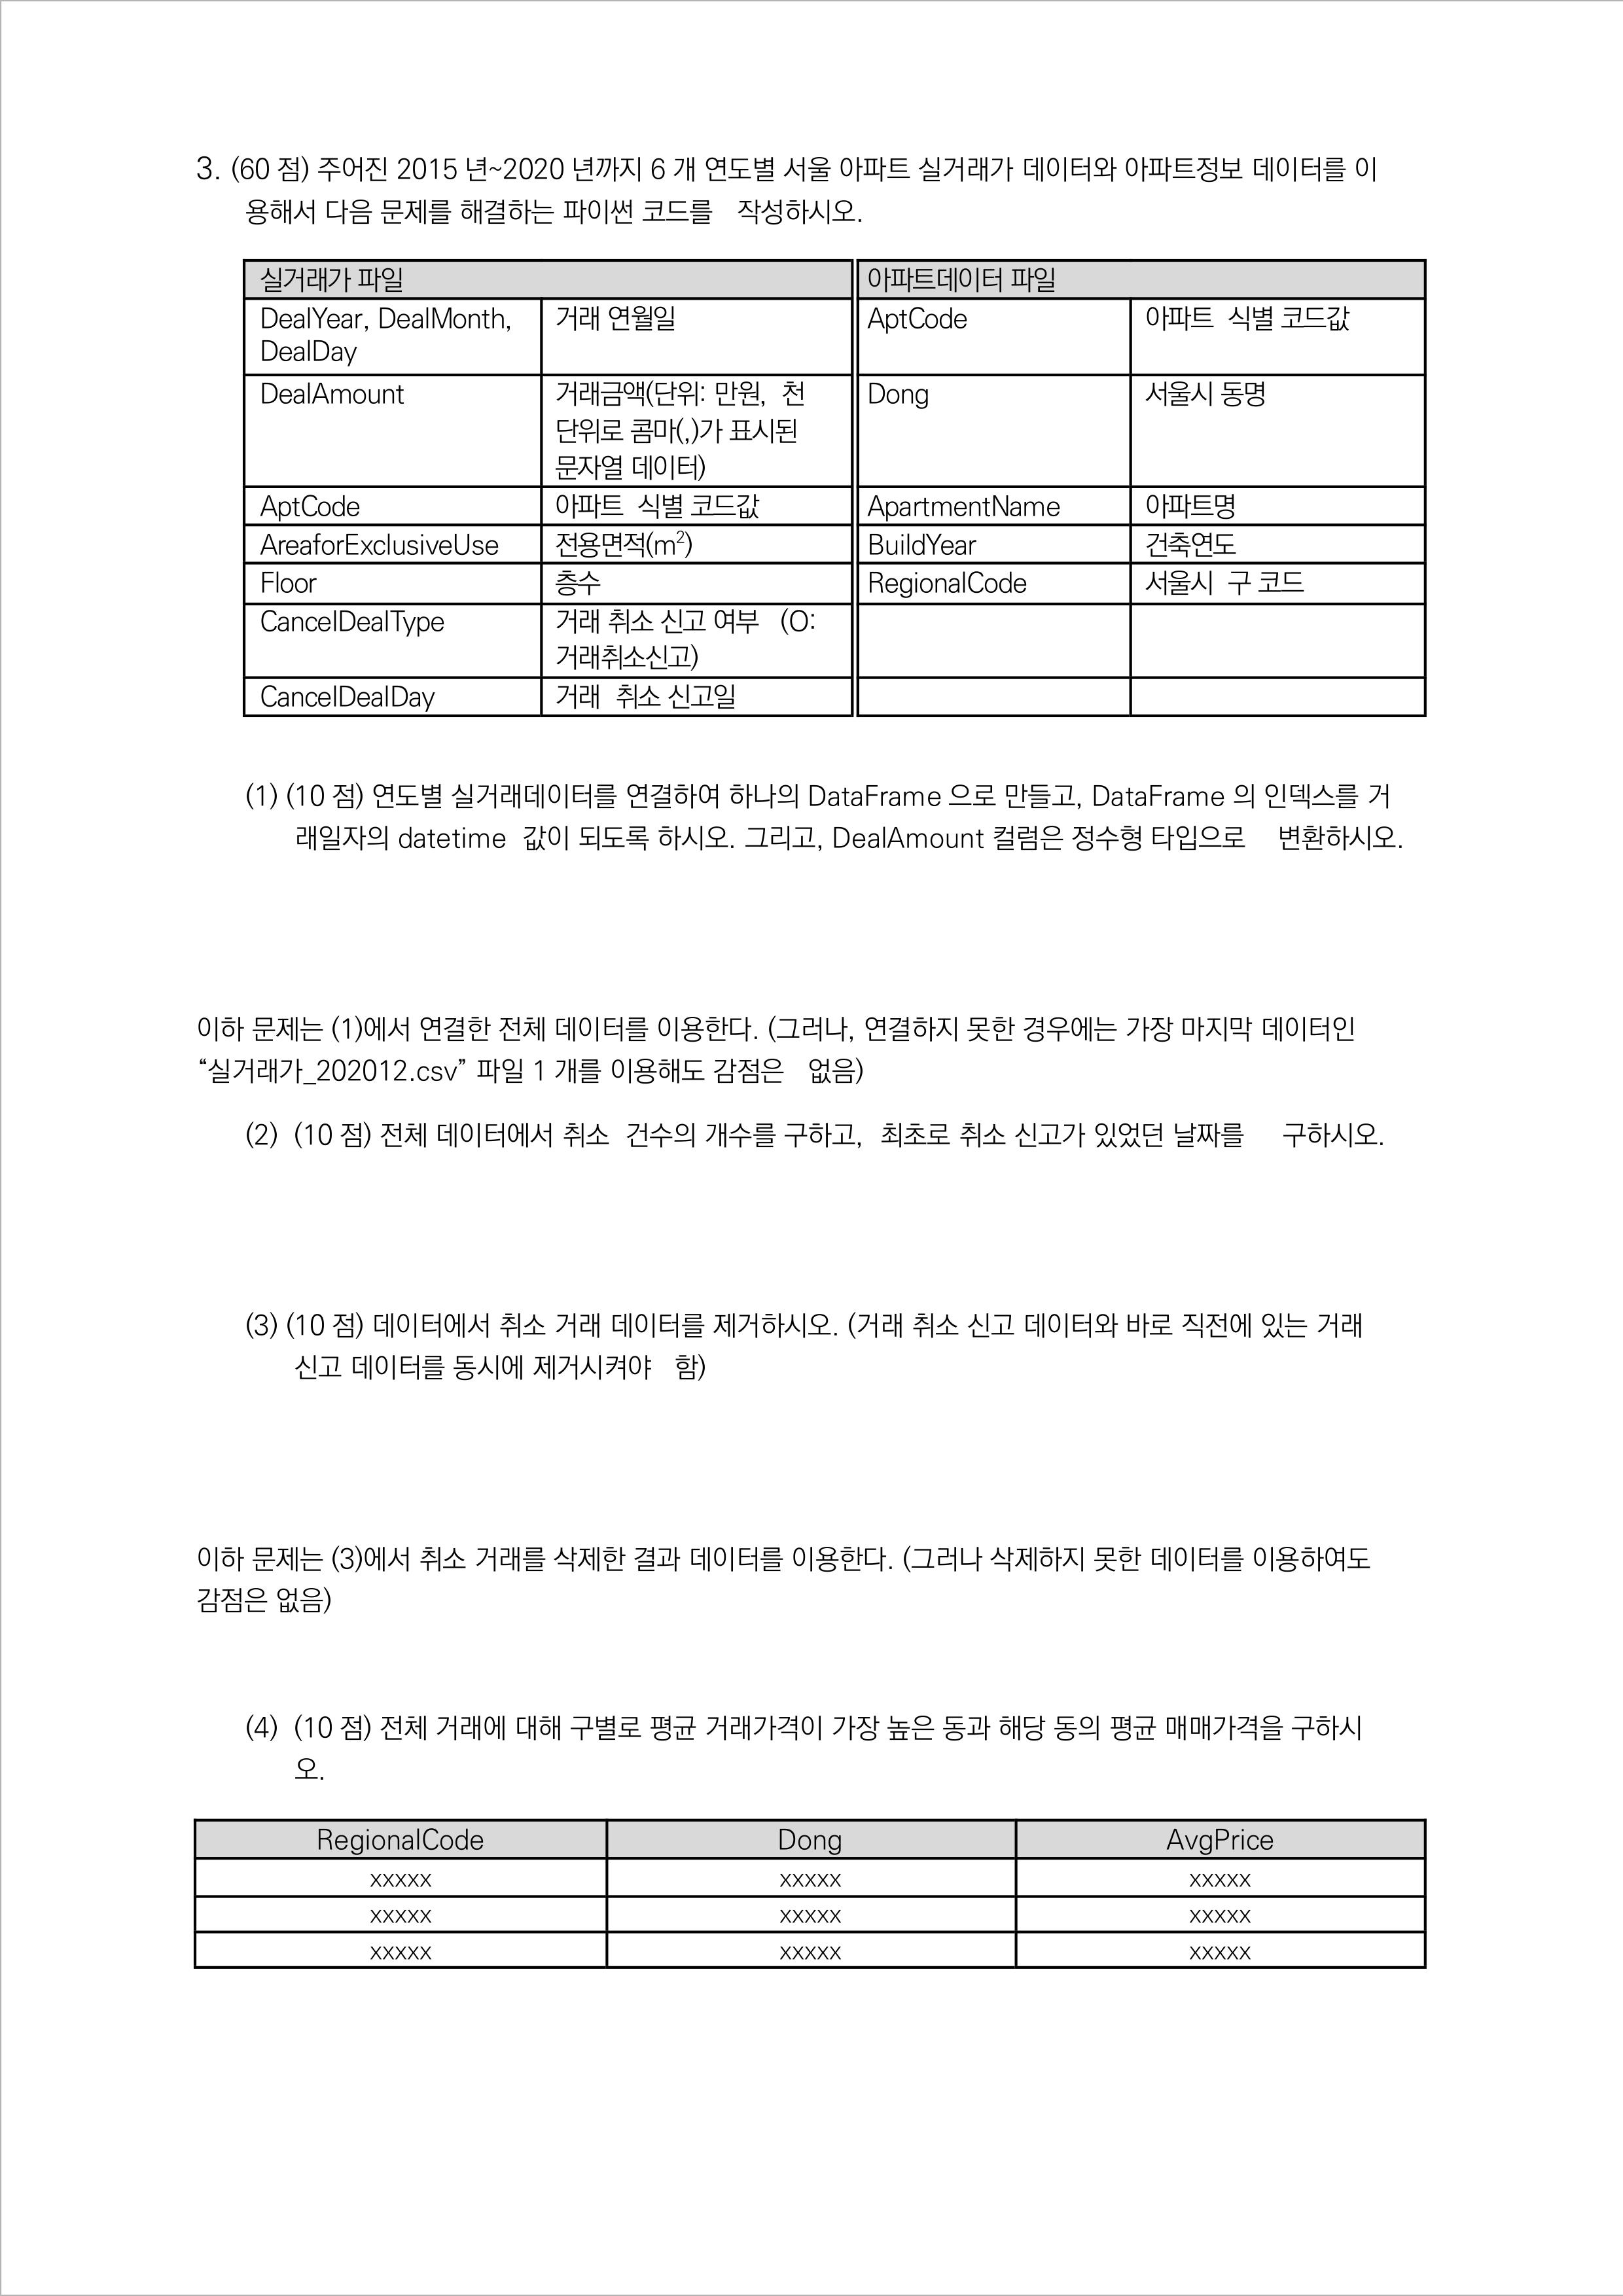 3. (60 점) 주어진 2015 년~2020 년까지 6 개 연도별 서울 아파트 실거래가 데이터와 아파트정보 데이터를 이
용해서 다음 문제를 해결하는 파이썬 코드를 작성하시오.
실거래가 파일 아파트데이터 파일
DealYear, DealMonth, 거래 연월일 AptCode 아파트 식별 코드값
DealDay
DealAmount 거래금액(단위: 만원, 천 Dong 서울시 동명
단위로 콤마(,)가 표시된
문자열 데이터)
AptCode 아파트 식별 코드값 ApartmentName 아파트명
AreaforExclusiveUse 전용면적(m²) BuildYear 건축연도
Floor 층수 RegionalCode 서울시 구 코드
CancelDealType 거래 취소 신고 여부 (O:
거래취소신고)
CancelDealDay 거래 취소 신고일
(1) (10 점) 연도별 실거래데이터를 연결하여 하나의 DataFrame 으로 만들고, DataFrame 의 인덱스를 거
래일자의 datetime 값이 되도록 하시오. 그리고, DealAmount 컬럼은 정수형 타입으로 변환하시오.
이하 문제는 (1)에서 연결한 전체 데이터를 이용한다. (그러나, 연결하지 못한 경우에는 가장 마지막 데이터인
“실거래가_202012.csv” 파일 1 개를 이용해도 감점은 없음)
(2) (10 점) 전체 데이터에서 취소 건수의 개수를 구하고, 최초로 취소 신고가 있었던 날짜를 구하시오.
(3) (10 점) 데이터에서 취소 거래 데이터를 제거하시오. (거래 취소 신고 데이터와 바로 직전에 있는 거래
신고 데이터를 동시에 제거시켜야 함)
이하 문제는 (3)에서 취소 거래를 삭제한 결과 데이터를 이용한다. (그러나 삭제하지 못한 데이터를 이용하여도
감점은 없음)
(4) (10 점) 전체 거래에 대해 구별로 평균 거래가격이 가장 높은 동과 해당 동의 평균 매매가격을 구하시
오.
RegionalCode Dong AvgPrice
xxxxx xxxxx xxxxx
xxxxx xxxxx xxxxx
xxxxx xxxxx xxxxx